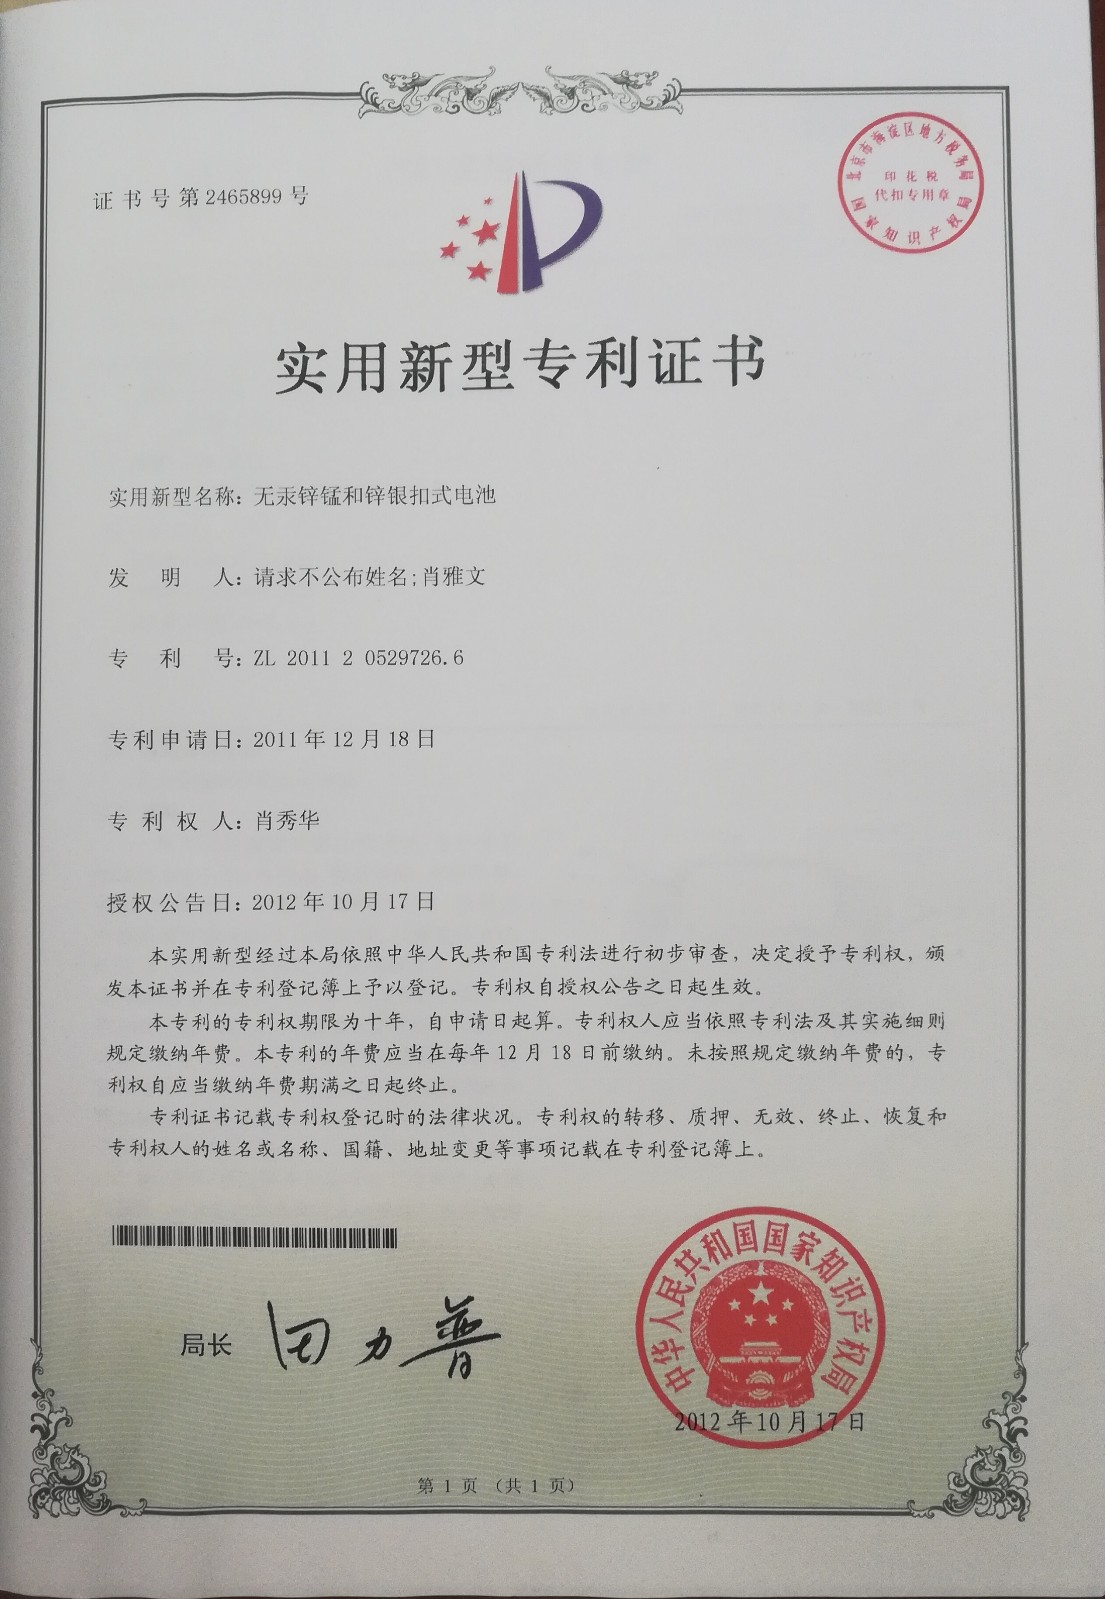 证书号第2465899号
北京市海淀区地方税务局
印花税
代扣专用章
国家知识产权局
实用新型专利证书
实用新型名称：无汞锌锰和锌银扣式电池
发明人：请求不公布姓名;肖雅文
专利号：ZL 2011 2 0529726.6
专利申请日：2011年12月18日
专利权人：肖秀华
授权公告日：2012年10月17日
本实用新型经过本局依照中华人民共和国专利法进行初步审查，决定授予专利权，颁
发本证书并在专利登记簿上予以登记。专利权自授权公告之日起生效。
本专利的专利权期限为十年，自申请日起算。专利权人应当依照专利法及其实施细则
规定缴纳年费。本专利的年费应当在每年12月18日前缴纳。未按照规定缴纳年费的，专
利权自应当缴纳年费期满之日起终止。
专利证书记载专利权登记时的法律状况。专利权的转移、质押、无效、终止、恢复和
专利权人的姓名或名称、国籍、地址变更等事项记载在专利登记簿上。
局长 田力普
中华人民共和国国家知识产权局
2012年10月17日
第1页（共1页）